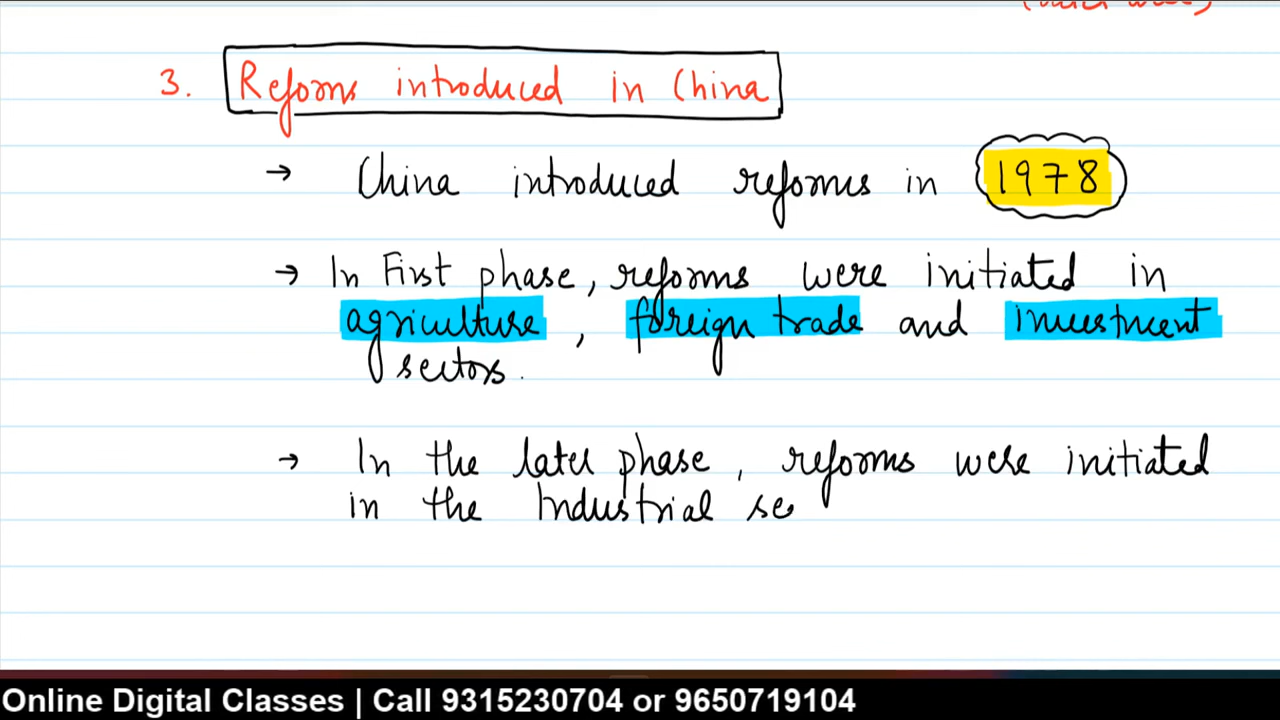 3. Reforms introduced in China
→ China introduced reforms in 1978
→ In First phase, reforms were initiated in
agriculture, foreign trade and investment
sectors.
→ In the later phase, reforms were initiated
in the Industrial se
Online Digital Classes | Call 9315230704 or 9650719104